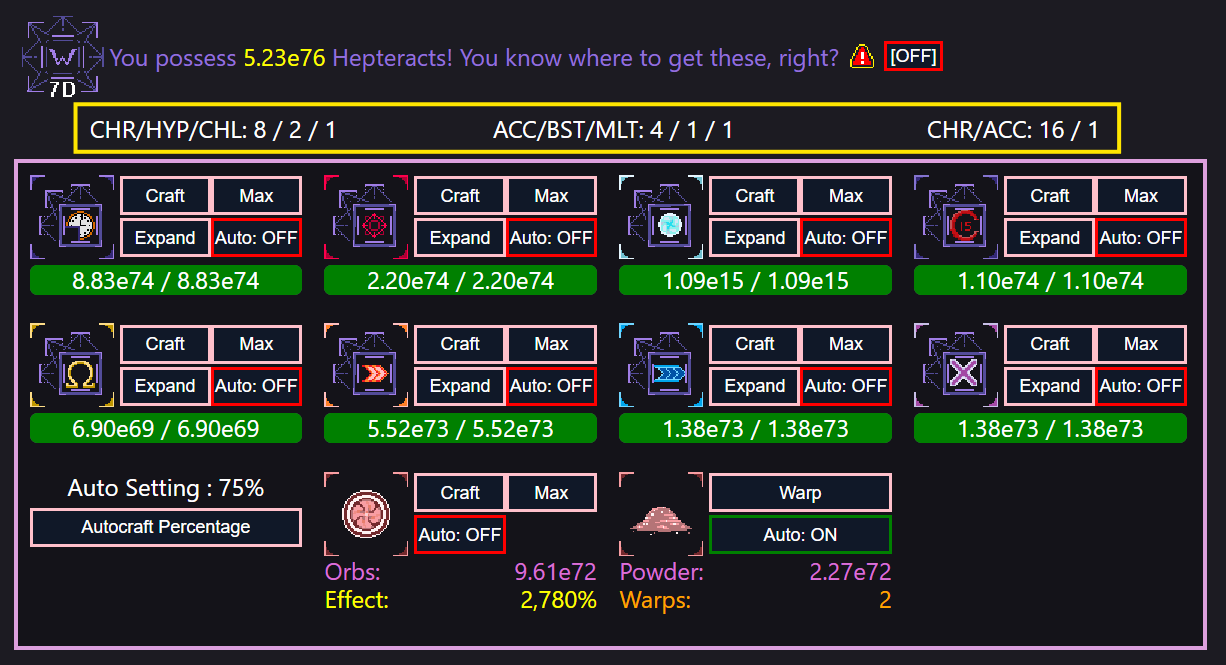 W
7D
You possess 5.23e76 Hepteracts! You know where to get these, right? [OFF]
CHR/HYP/CHL: 8 / 2 / 1 ACC/BST/MLT: 4 / 1 / 1 CHR/ACC: 16 / 1
Craft Max Craft Max Craft Max Craft Max
Expand Auto: OFF Expand Auto: OFF Expand Auto: OFF Expand Auto: OFF
8.83e74 / 8.83e74 2.20e74 / 2.20e74 1.09e15 / 1.09e15 1.10e74 / 1.10e74
Craft Max Craft Max Craft Max Craft Max
Ω Expand Auto: OFF Expand Auto: OFF Expand Auto: OFF Expand Auto: OFF
6.90e69 / 6.90e69 5.52e73 / 5.52e73 1.38e73 / 1.38e73 1.38e73 / 1.38e73
Auto Setting : 75% Craft Max Warp
Autocraft Percentage Auto: OFF Auto: ON
Orbs: 9.61e72 Powder: 2.27e72
Effect: 2,780% Warps: 2